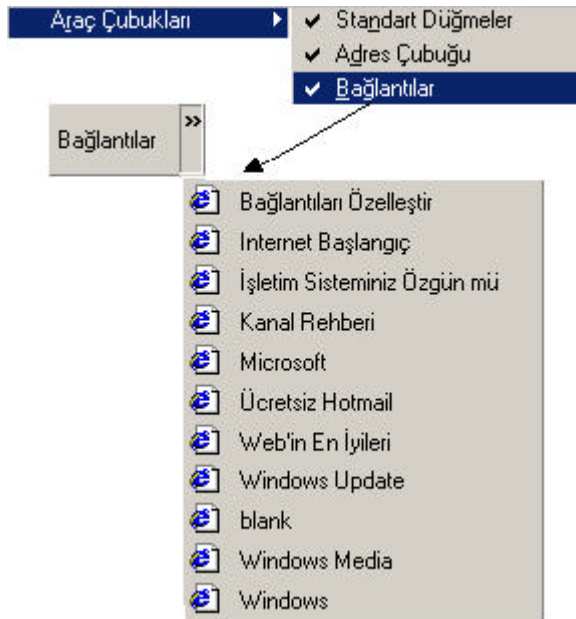 Araç Çubukları
Standart Düğmeler
Adres Çubuğu
Bağlantılar
Bağlantılar »
Bağlantıları Özelleştir
Internet Başlangıç
İşletim Sisteminiz Özgün mü
Kanal Rehberi
Microsoft
Ücretsiz Hotmail
Web'in En İyileri
Windows Update
blank
Windows Media
Windows